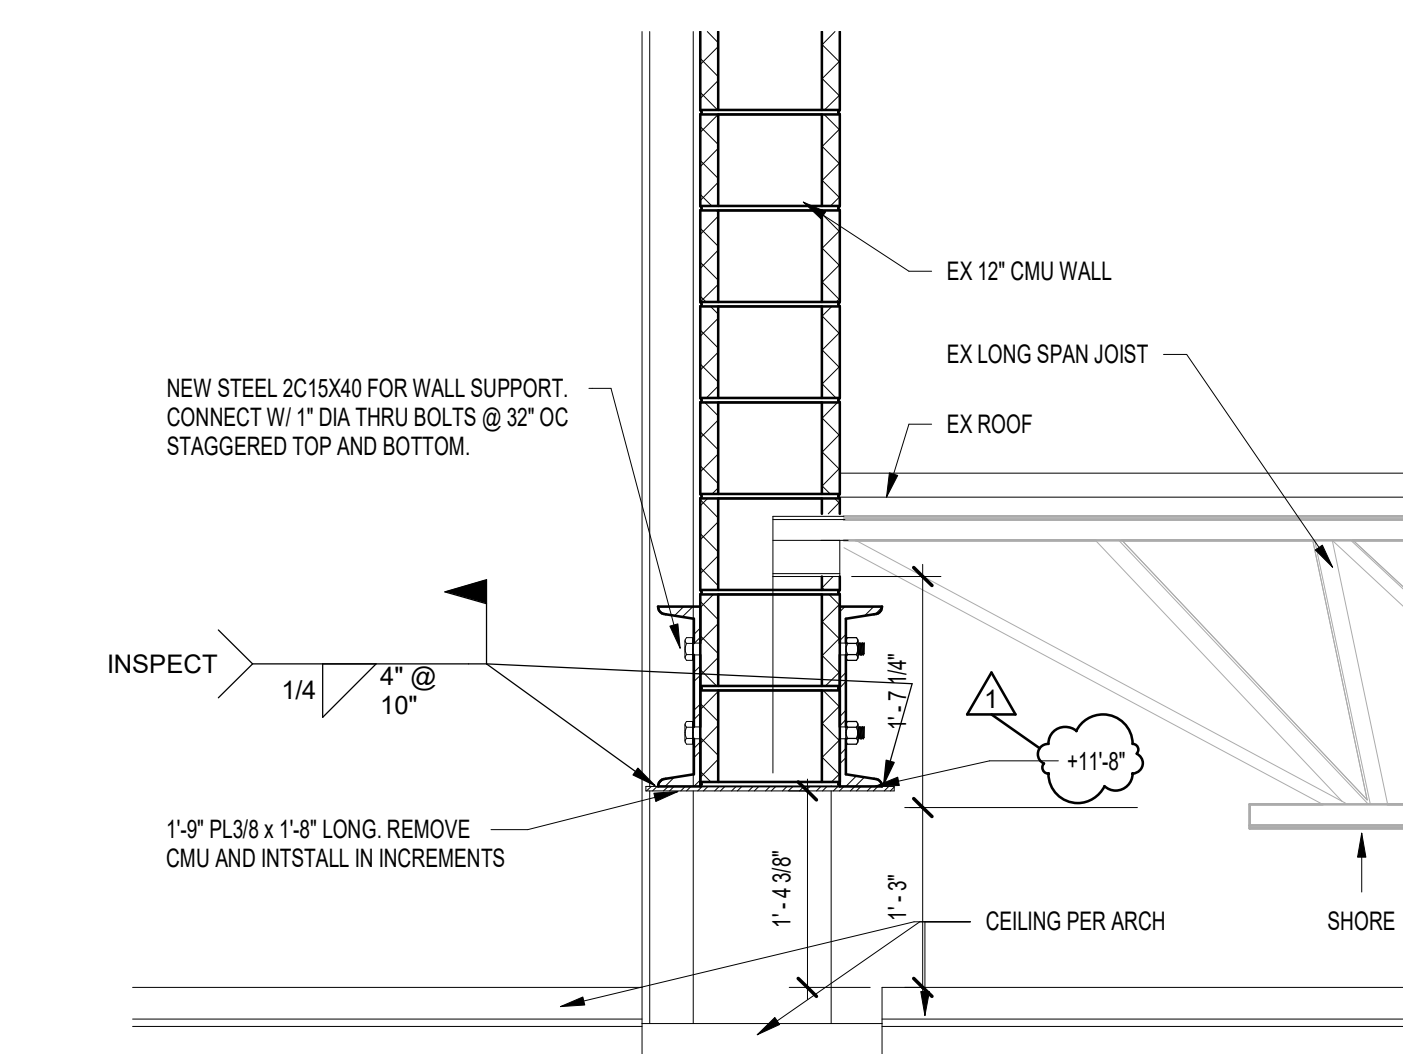 EX 12" CMU WALL
EX LONG SPAN JOIST
NEW STEEL 2C15X40 FOR WALL SUPPORT.
CONNECT W/ 1" DIA THRU BOLTS @ 32" OC
STAGGERED TOP AND BOTTOM.
EX ROOF
INSPECT
1/4
4" @
10"
1' - 7 1/4"
1
+11'-8"
1'-9" PL3/8 x 1'-8" LONG. REMOVE
CMU AND INTSTALL IN INCREMENTS
1' - 4 3/8"
1' - 3"
CEILING PER ARCH
SHORE